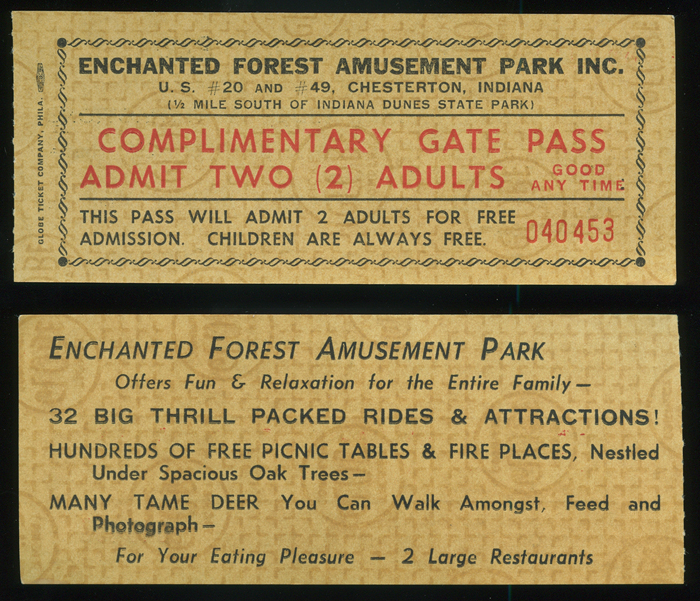 GLOBE TICKET COMPANY, PHILA.
ENCHANTED FOREST AMUSEMENT PARK INC.
U. S. #20 AND #49, CHESTERTON, INDIANA
(½ MILE SOUTH OF INDIANA DUNES STATE PARK)
COMPLIMENTARY GATE PASS
ADMIT TWO (2) ADULTS GOOD
ANY TIME
THIS PASS WILL ADMIT 2 ADULTS FOR FREE
ADMISSION. CHILDREN ARE ALWAYS FREE.
040453
ENCHANTED FOREST AMUSEMENT PARK
Offers Fun & Relaxation for the Entire Family —
32 BIG THRILL PACKED RIDES & ATTRACTIONS!
HUNDREDS OF FREE PICNIC TABLES & FIRE PLACES, Nestled
Under Spacious Oak Trees —
MANY TAME DEER You Can Walk Amongst, Feed and
Photograph —
For Your Eating Pleasure — 2 Large Restaurants